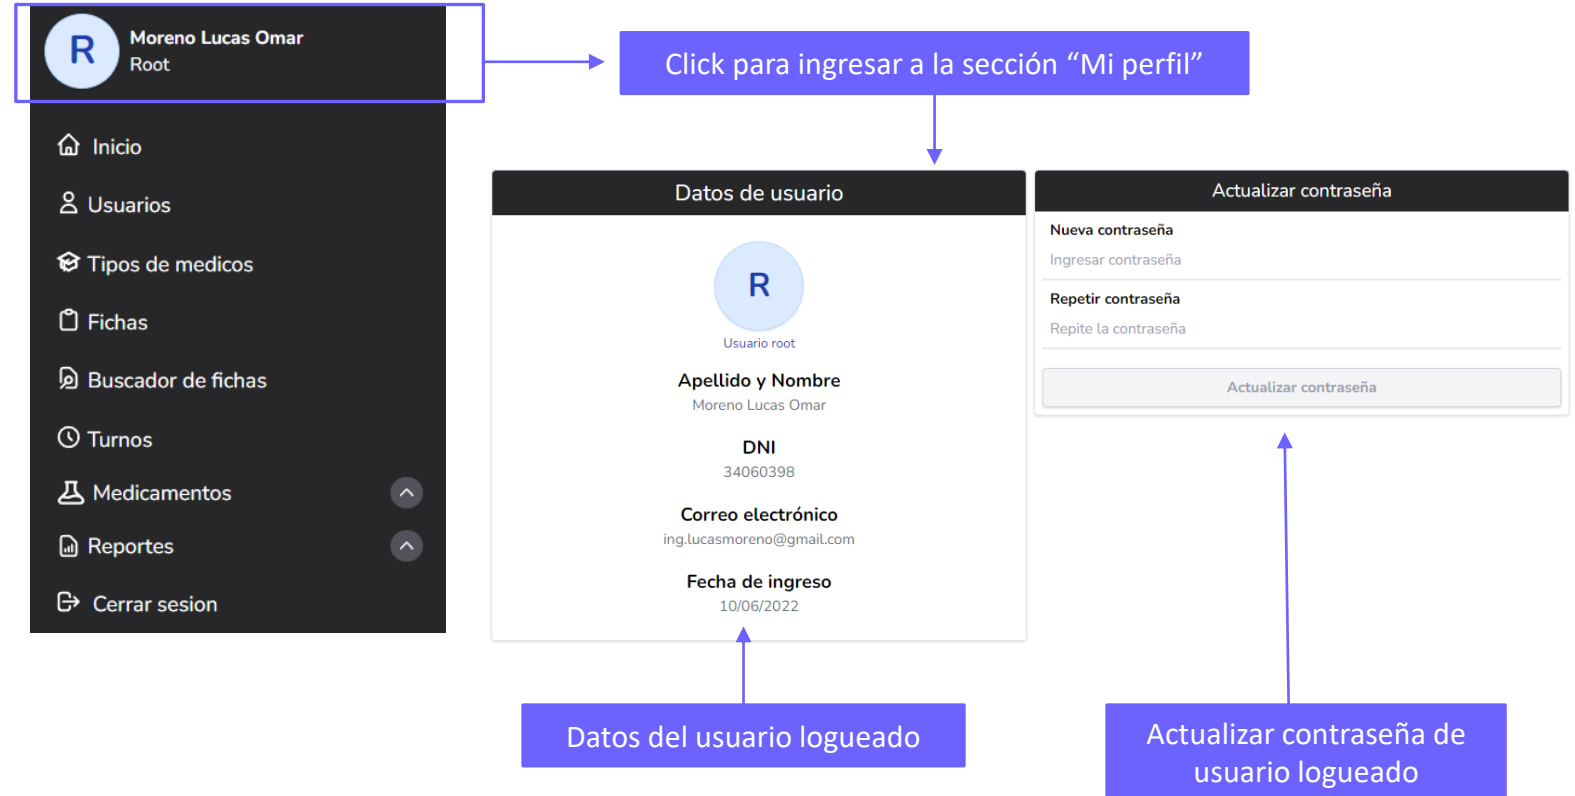 R
Moreno Lucas Omar
Root
Click para ingresar a la sección “Mi perfil”
Inicio
Usuarios
Tipos de medicos
Fichas
Buscador de fichas
Turnos
Medicamentos
Reportes
Cerrar sesion
Datos de usuario
R
Usuario root
Apellido y Nombre
Moreno Lucas Omar
DNI
34060398
Correo electrónico
ing.lucasmoreno@gmail.com
Fecha de ingreso
10/06/2022
Actualizar contraseña
Nueva contraseña
Ingresar contraseña
Repetir contraseña
Repite la contraseña
Actualizar contraseña
Datos del usuario logueado
Actualizar contraseña de
usuario logueado